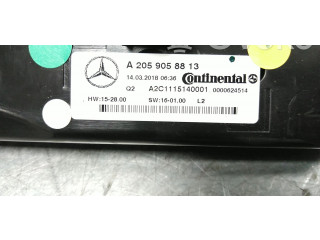 A 205 905 88 13
14.03.2018 06:36 Continental
Q2 A2C1115140001 0000624514
HW:15-28.00 SW:16-01.00 L2